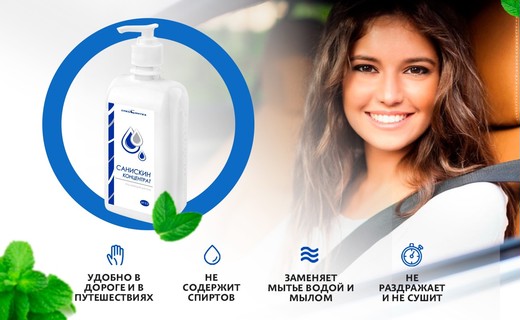 САНИСКИН
КОНЦЕНТРАТ
УДОБНО В
ДОРОГЕ И В
ПУТЕШЕСТВИЯХ
НЕ
СОДЕРЖИТ
СПИРТОВ
ЗАМЕНЯЕТ
МЫТЬЕ ВОДОЙ И
МЫЛОМ
НЕ
РАЗДРАЖАЕТ
И НЕ СУШИТ